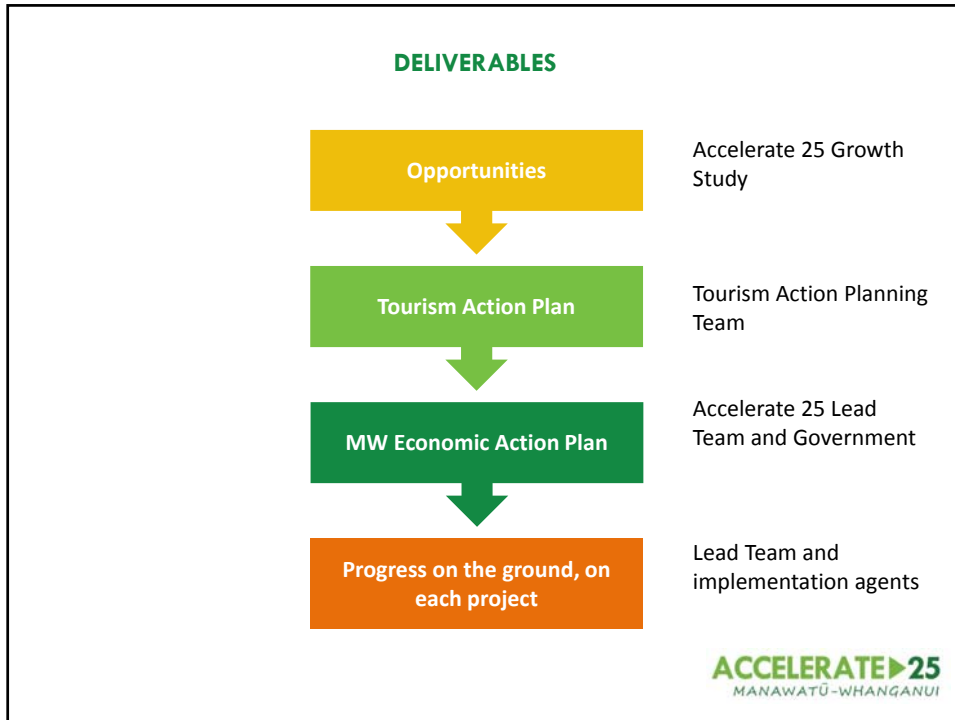 DELIVERABLES
Opportunities
Accelerate 25 Growth
Study
Tourism Action Plan
Tourism Action Planning
Team
MW Economic Action Plan
Accelerate 25 Lead
Team and Government
Progress on the ground, on
each project
Lead Team and
implementation agents
ACCELERATE 25
MANAWATŪ-WHANGANUI